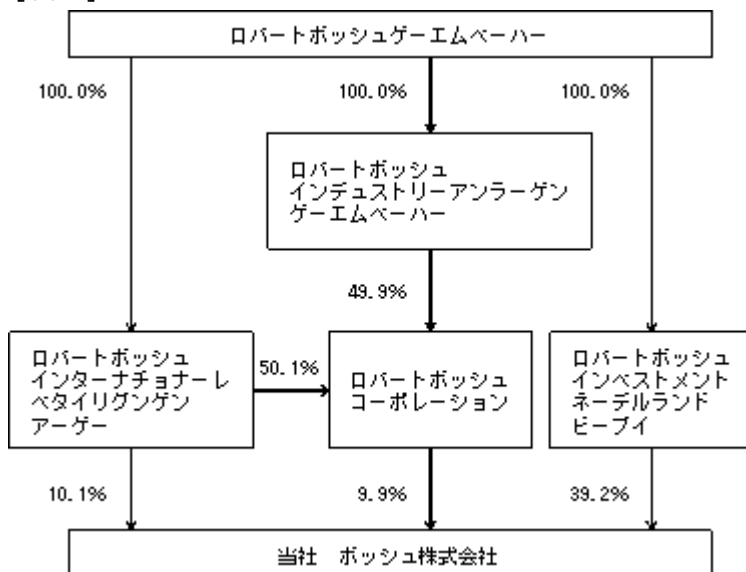 ロバートボッシュゲーエムベーハー
100.0%
100.0%
100.0%
ロバートボッシュ
インデュストリーアンラーゲン
ゲーエムベーハー
49.9%
ロバートボッシュ
インターナチョナーレ
ベタイリグンゲン
アーゲー
50.1%
ロバートボッシュ
コーポレーション
ロバートボッシュ
インベストメント
ネーデルランド
ビーブイ
10.1%
9.9%
39.2%
当社 ボッシュ株式会社